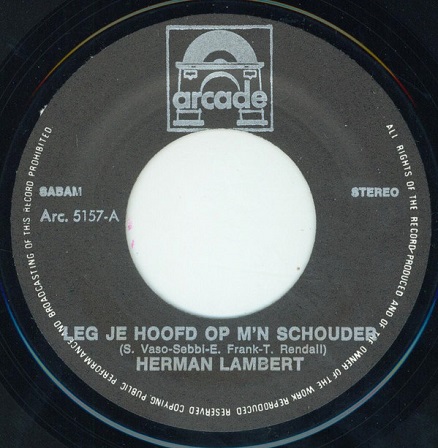 arcade
SABAM
STEREO
Arc. 5157-A
LEG JE HOOFD OP M'N SCHOUDER
(S. Vaso-Sebbi-E. Frank-T. Rendall)
HERMAN LAMBERT
ALL RIGHTS OF THE RECORD PRODUCED AND OF THE OWNER OF THE WORK REPRODUCED RESERVED COPYING PUBLIC PERFORMANCE AND BROADCASTING OF THIS RECORD PROHIBITED